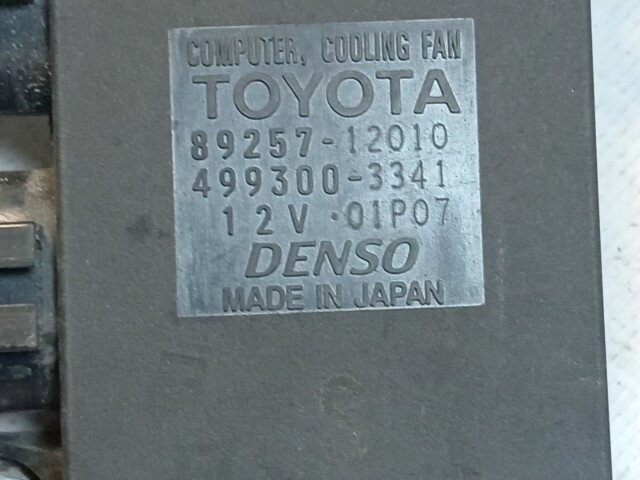 COMPUTER, COOLING FAN
TOYOTA
89257-12010
499300-3341
12V ·01P07
DENSO
MADE IN JAPAN